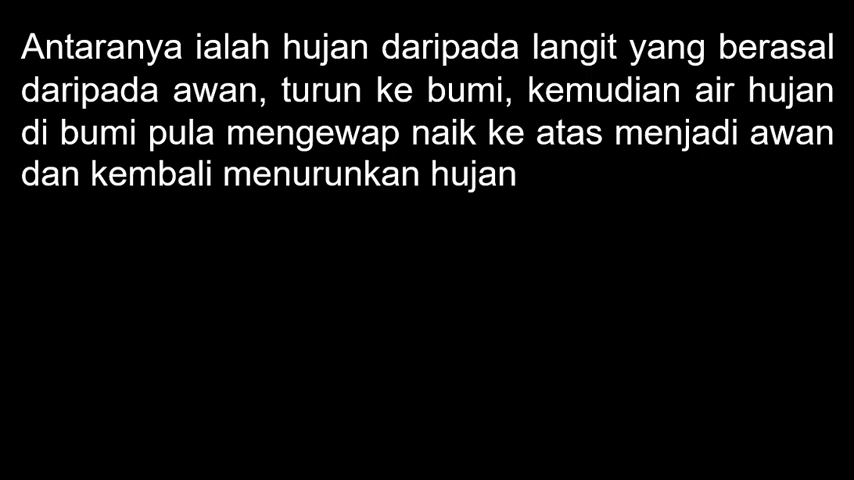 Antaranya ialah hujan daripada langit yang berasal
daripada awan, turun ke bumi, kemudian air hujan
di bumi pula mengewap naik ke atas menjadi awan
dan kembali menurunkan hujan